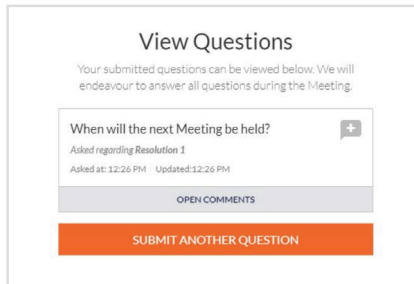 View Questions
Your submitted questions can be viewed below. We will
endeavour to answer all questions during the Meeting.
When will the next Meeting be held?
Asked regarding Resolution 1
Asked at: 12:26 PM Updated:12:26 PM
OPEN COMMENTS
SUBMIT ANOTHER QUESTION